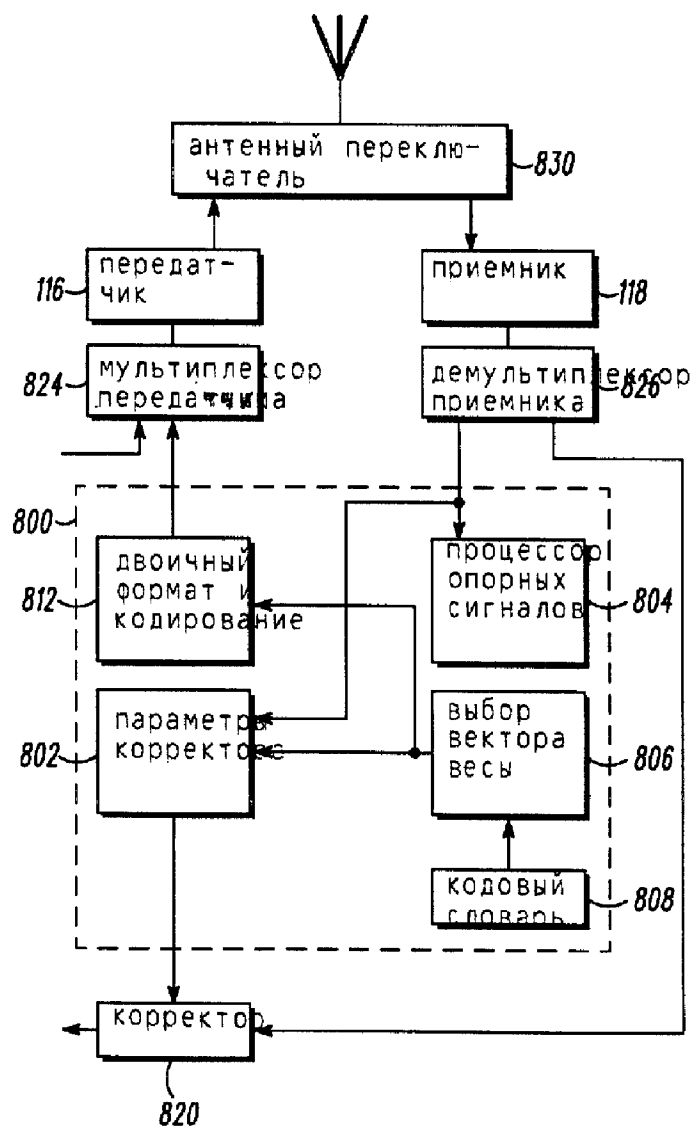 антенный переклю-
чатель
830
передат-
чик
116
приемник
118
мультиплексор
передатчика
824
демультиплексор
приемника
826
800
двоичный
формат и
кодирование
812
процессор
опорных
сигналов
804
параметры
корректора
802
выбор
вектора
весы
806
кодовый
словарь
808
корректор
820